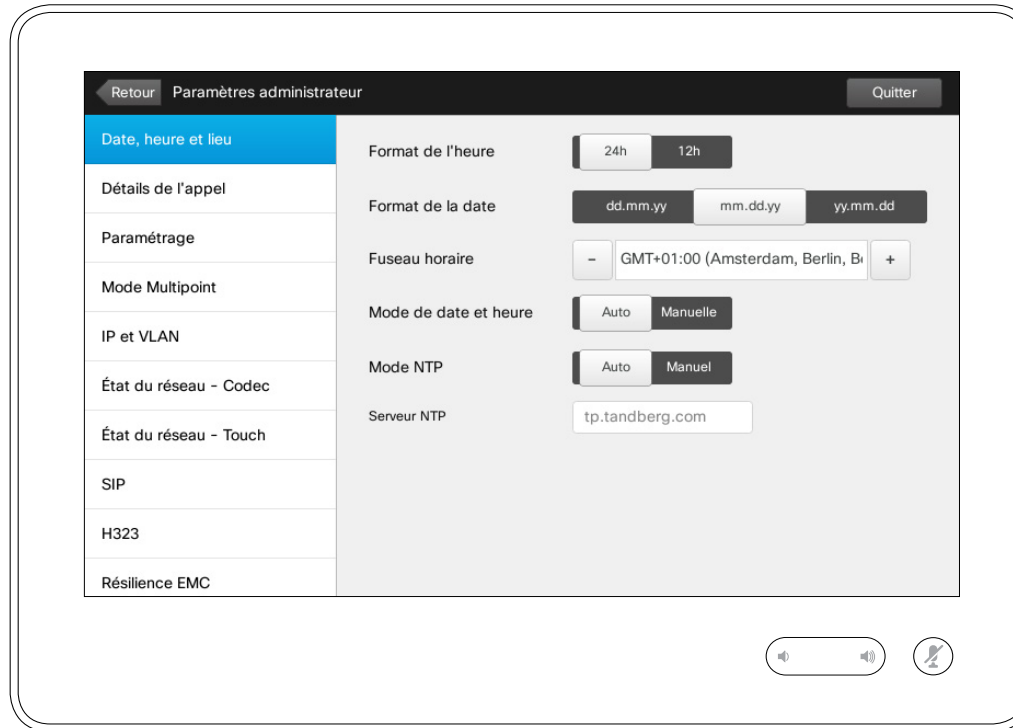 Retour Paramètres administrateur Quitter
Date, heure et lieu
Détails de l'appel
Paramétrage
Mode Multipoint
IP et VLAN
État du réseau - Codec
État du réseau - Touch
SIP
H323
Résilience EMC
Format de l'heure 24h 12h
Format de la date dd.mm.yy mm.dd.yy yy.mm.dd
Fuseau horaire - GMT+01:00 (Amsterdam, Berlin, +
Mode de date et heure Auto Manuelle
Mode NTP Auto Manuel
Serveur NTP tp.tandberg.com